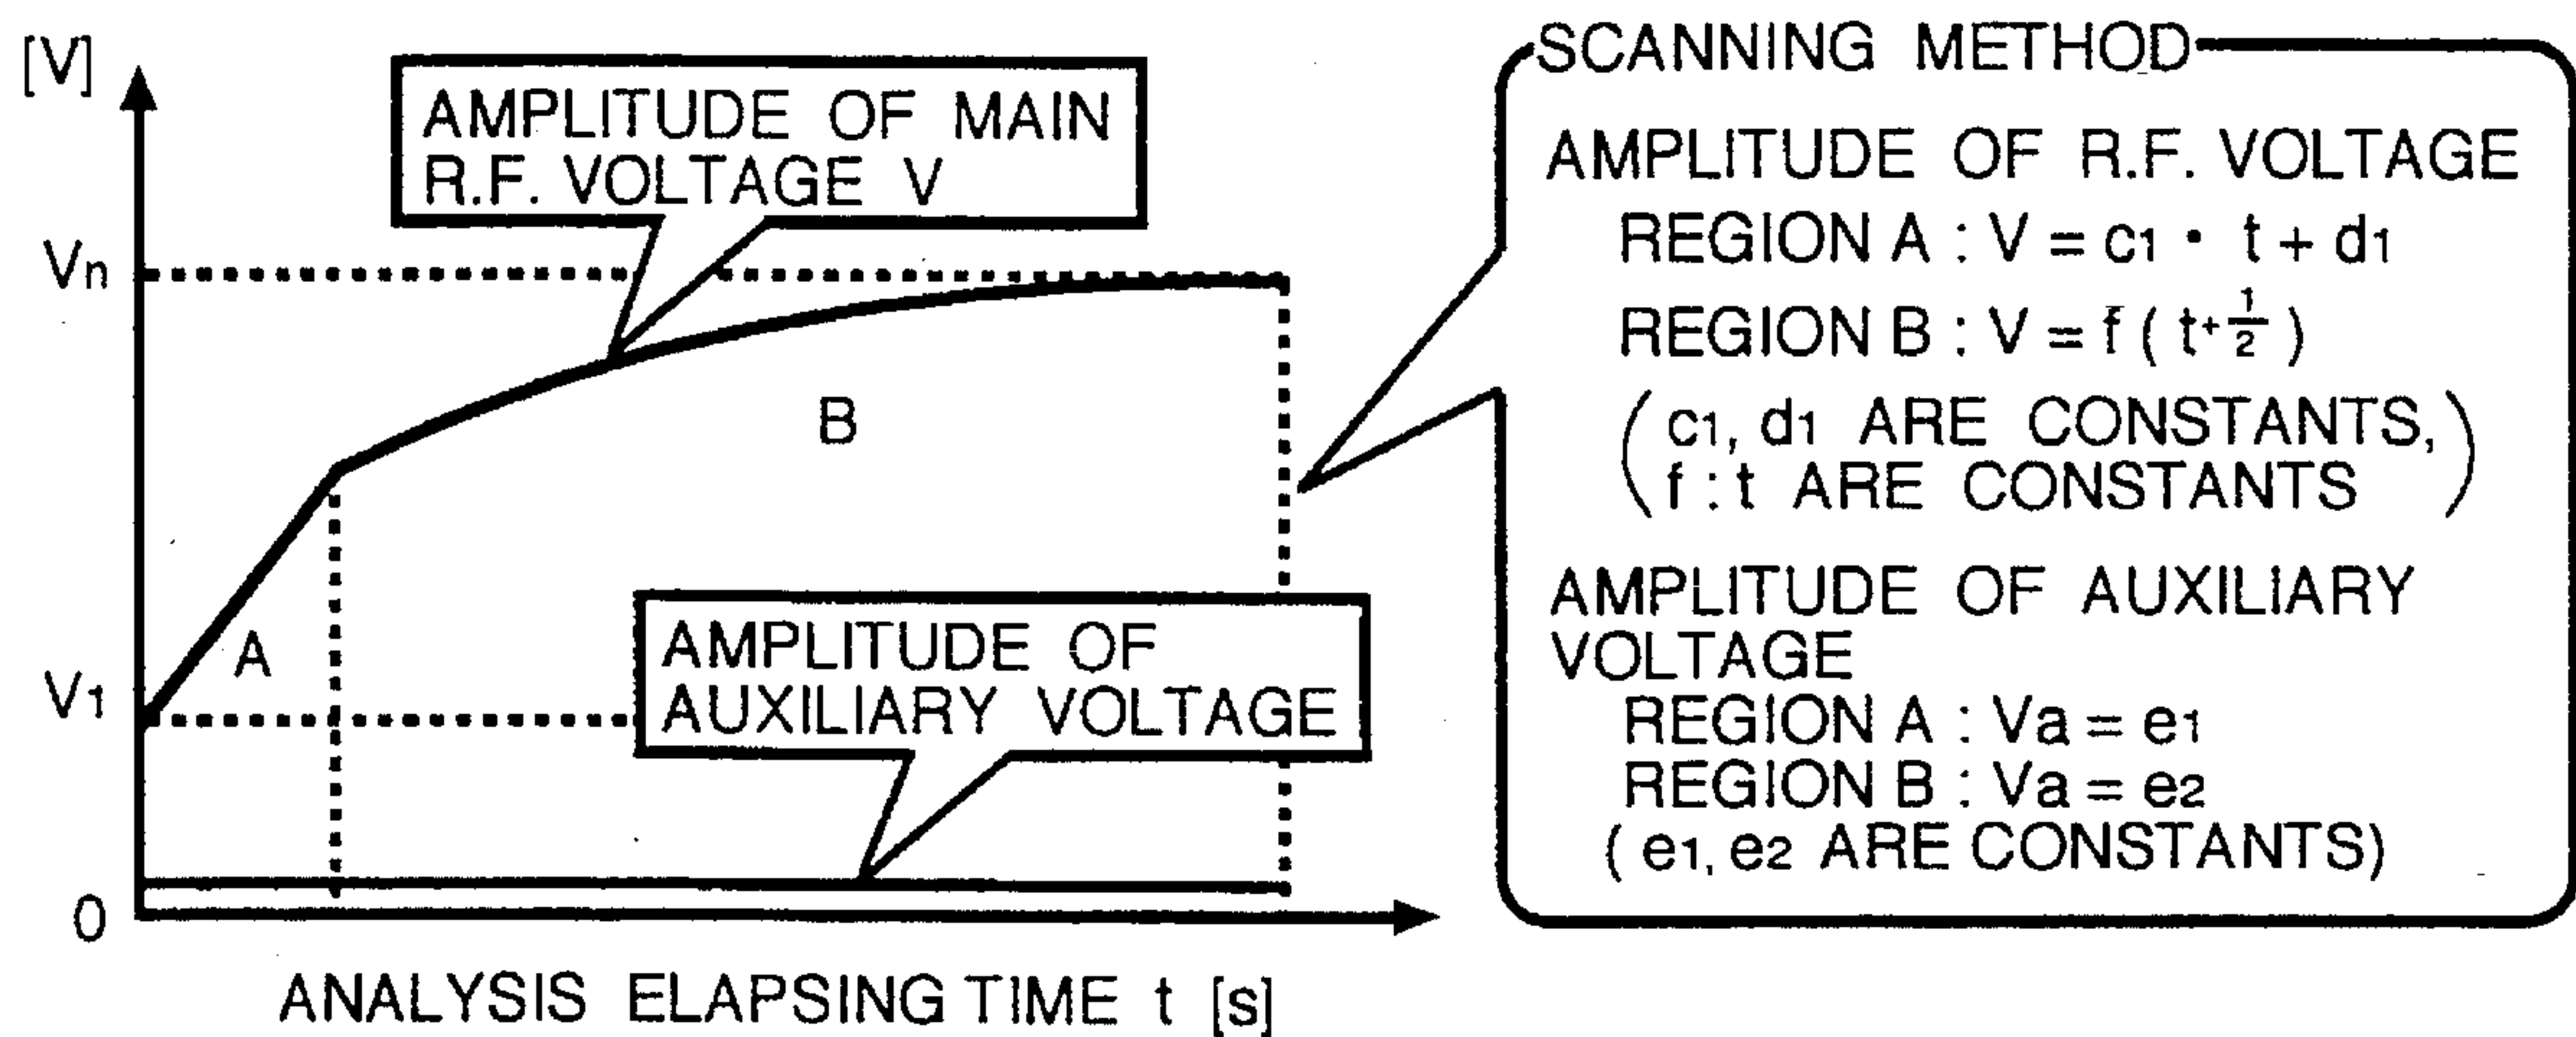 [V]
AMPLITUDE OF MAIN
R.F. VOLTAGE V
Vn
B
A
V1
AMPLITUDE OF
AUXILIARY VOLTAGE
0
ANALYSIS ELAPSING TIME t [s]
SCANNING METHOD
AMPLITUDE OF R.F. VOLTAGE
REGION A : V = c1 · t + d1
REGION B : V = f ( t+1/2 )
( c1, d1 ARE CONSTANTS,
f : t ARE CONSTANTS )
AMPLITUDE OF AUXILIARY
VOLTAGE
REGION A : Va = e1
REGION B : Va = e2
( e1, e2 ARE CONSTANTS)